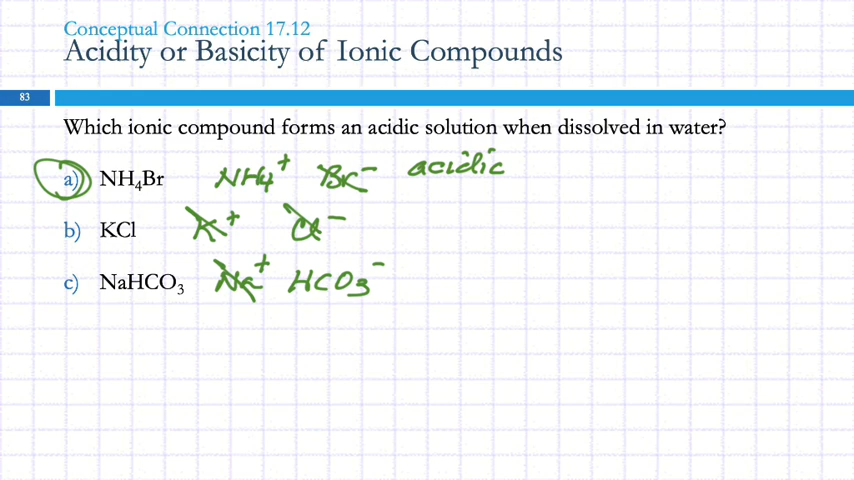 Conceptual Connection 17.12
Acidity or Basicity of Ionic Compounds
83
Which ionic compound forms an acidic solution when dissolved in water?
a) NH₄Br NH₄⁺ Br⁻ acidic
b) KCl K⁺ Cl⁻
c) NaHCO₃ Na⁺ HCO₃⁻